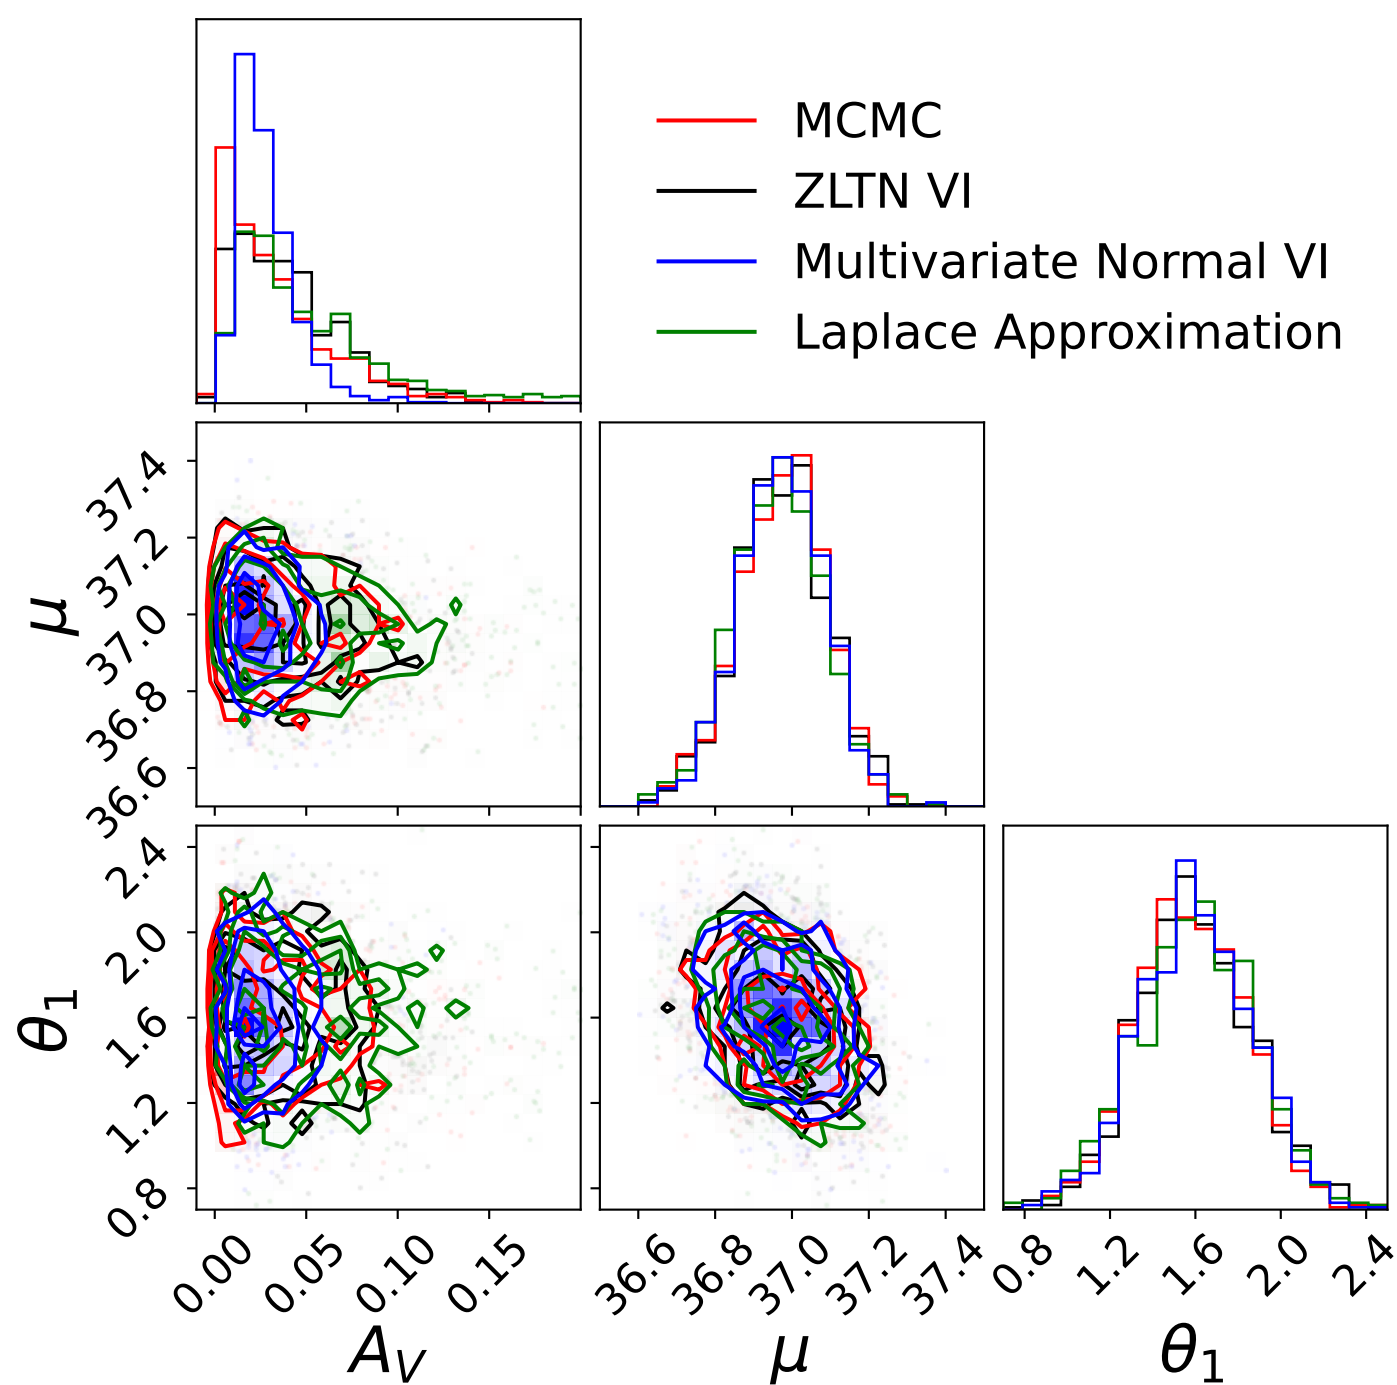 MCMC
ZLTN VI
Multivariate Normal VI
Laplace Approximation
37.4
37.2
37.0
36.8
36.6
μ
2.4
2.0
1.6
1.2
0.8
θ₁
0.00 0.05 0.10 0.15
36.6 36.8 37.0 37.2 37.4
0.8 1.2 1.6 2.0 2.4
A_V μ θ₁